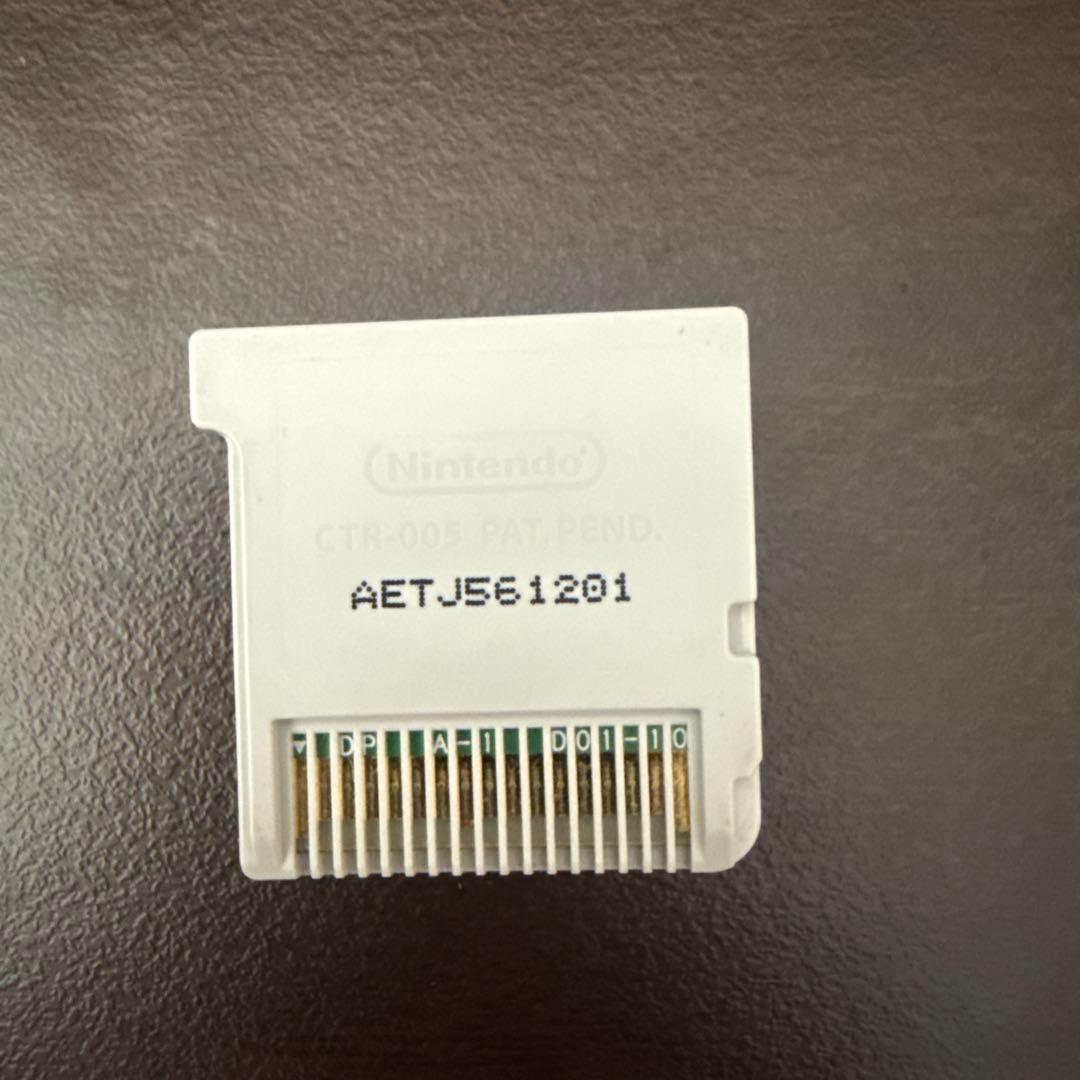 Nintendo®
CTR-005 PAT. PEND.
AETJ561201
▼ DP A-1 D01-10